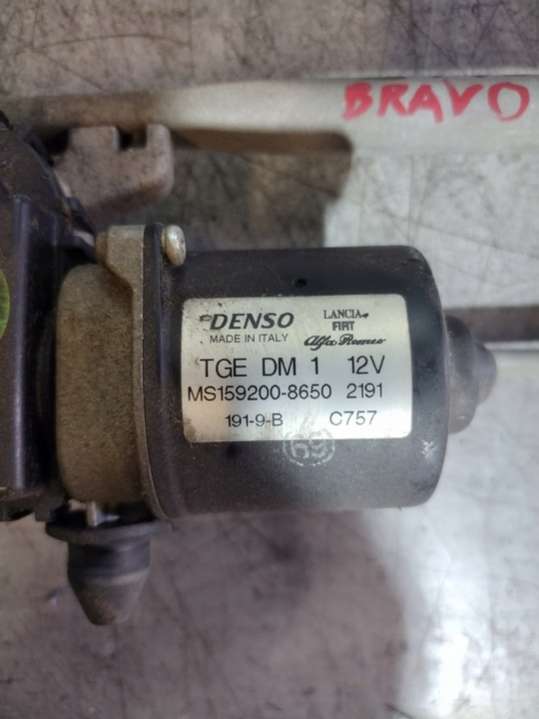 BRAVO
DENSO
MADE IN ITALY
LANCIA
FIAT
Alfa Romeo
TGE DM 1 12V
MS159200-8650 2191
191-9-B C757
69